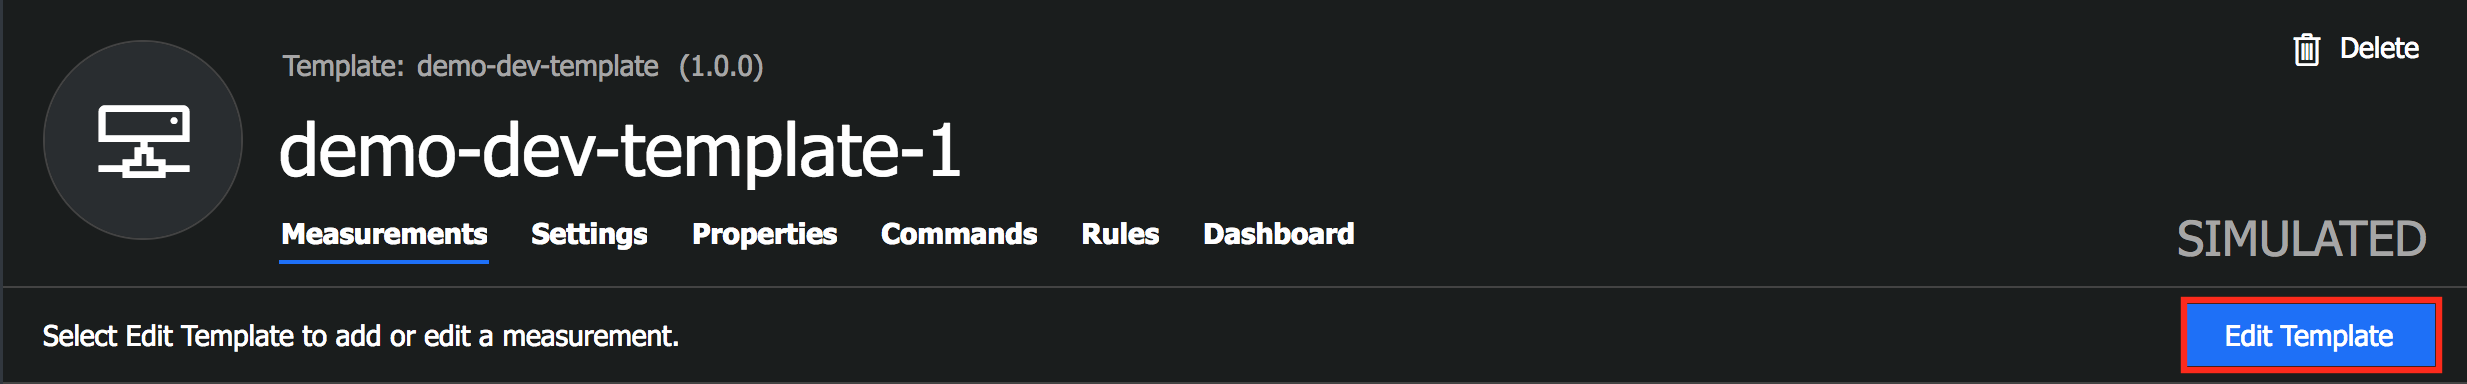 Template: demo-dev-template (1.0.0)
Delete
demo-dev-template-1
Measurements Settings Properties Commands Rules Dashboard
SIMULATED
Select Edit Template to add or edit a measurement.
Edit Template